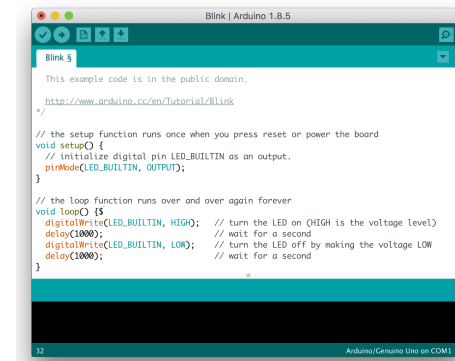 Blink | Arduino 1.8.5
Blink §
This example code is in the public domain.
http://www.arduino.cc/en/Tutorial/Blink
*/
// the setup function runs once when you press reset or power the board
void setup() {
  // initialize digital pin LED_BUILTIN as an output.
  pinMode(LED_BUILTIN, OUTPUT);
}
// the loop function runs over and over again forever
void loop() {$
  digitalWrite(LED_BUILTIN, HIGH);   // turn the LED on (HIGH is the voltage level)
  delay(1000);                       // wait for a second
  digitalWrite(LED_BUILTIN, LOW);    // turn the LED off by making the voltage LOW
  delay(1000);                       // wait for a second
}
32 Arduino/Genuino Uno on COM1